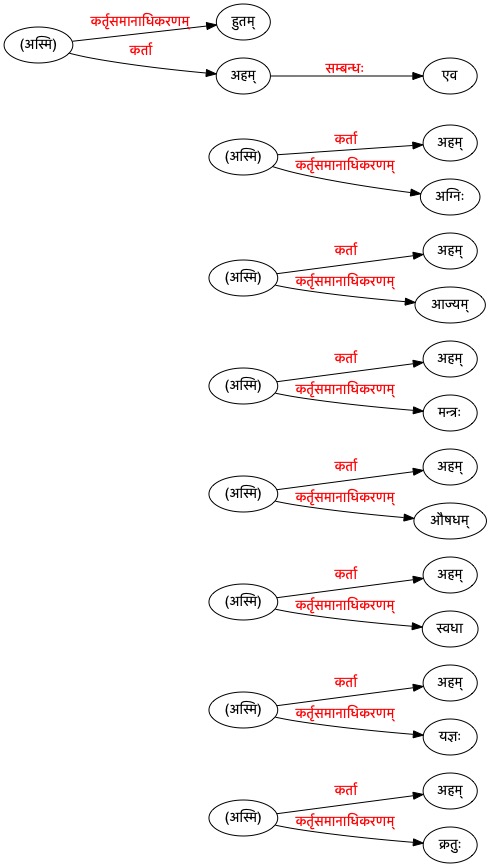 कर्तृसमानाधिकरणम् हुतम्
(अस्मि)
कर्ता
अहम् सम्बन्धः एव
कर्ता अहम्
(अस्मि)
कर्तृसमानाधिकरणम्
अग्निः
कर्ता अहम्
(अस्मि)
कर्तृसमानाधिकरणम्
आज्यम्
कर्ता अहम्
(अस्मि)
कर्तृसमानाधिकरणम्
मन्त्रः
कर्ता अहम्
(अस्मि)
कर्तृसमानाधिकरणम्
औषधम्
कर्ता अहम्
(अस्मि)
कर्तृसमानाधिकरणम्
स्वधा
कर्ता अहम्
(अस्मि)
कर्तृसमानाधिकरणम्
यज्ञः
कर्ता अहम्
(अस्मि)
कर्तृसमानाधिकरणम्
क्रतुः